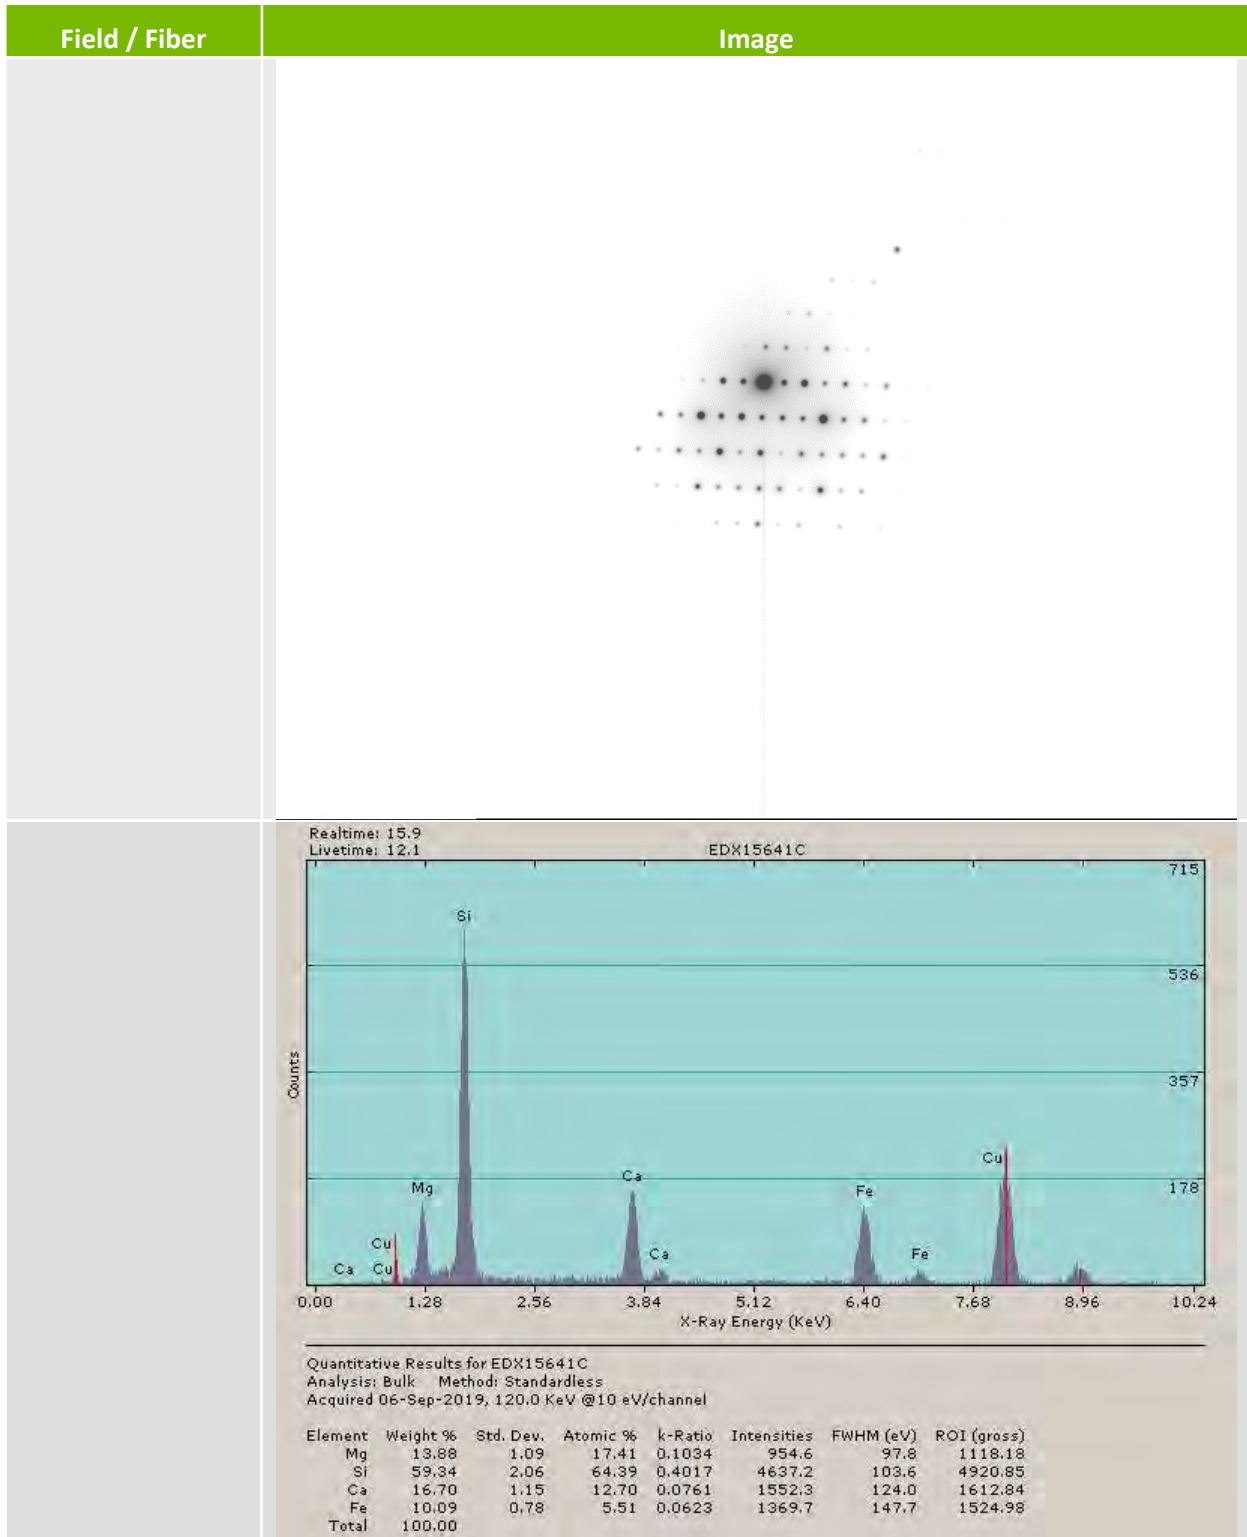 Field / Fiber Image
Realtime: 15.9
Livetime: 12.1 EDX15641C
715
Si
536
Counts
357
Cu
178
Mg Ca Fe
Cu Ca Fe
Ca Cu
0.00 1.28 2.56 3.84 5.12 6.40 7.68 8.96 10.24
X-Ray Energy (KeV)
Quantitative Results for EDX15641C
Analysis: Bulk Method: Standardless
Acquired 06-Sep-2019, 120.0 KeV @10 eV/channel
Element Weight % Std. Dev. Atomic % k-Ratio Intensities FWHM (eV) ROI (gross)
Mg 13.88 1.09 17.41 0.1034 954.6 97.8 1118.18
Si 59.34 2.06 64.39 0.4017 4637.2 103.6 4920.85
Ca 16.70 1.15 12.70 0.0761 1552.3 124.0 1612.84
Fe 10.09 0.78 5.51 0.0623 1369.7 147.7 1524.98
Total 100.00